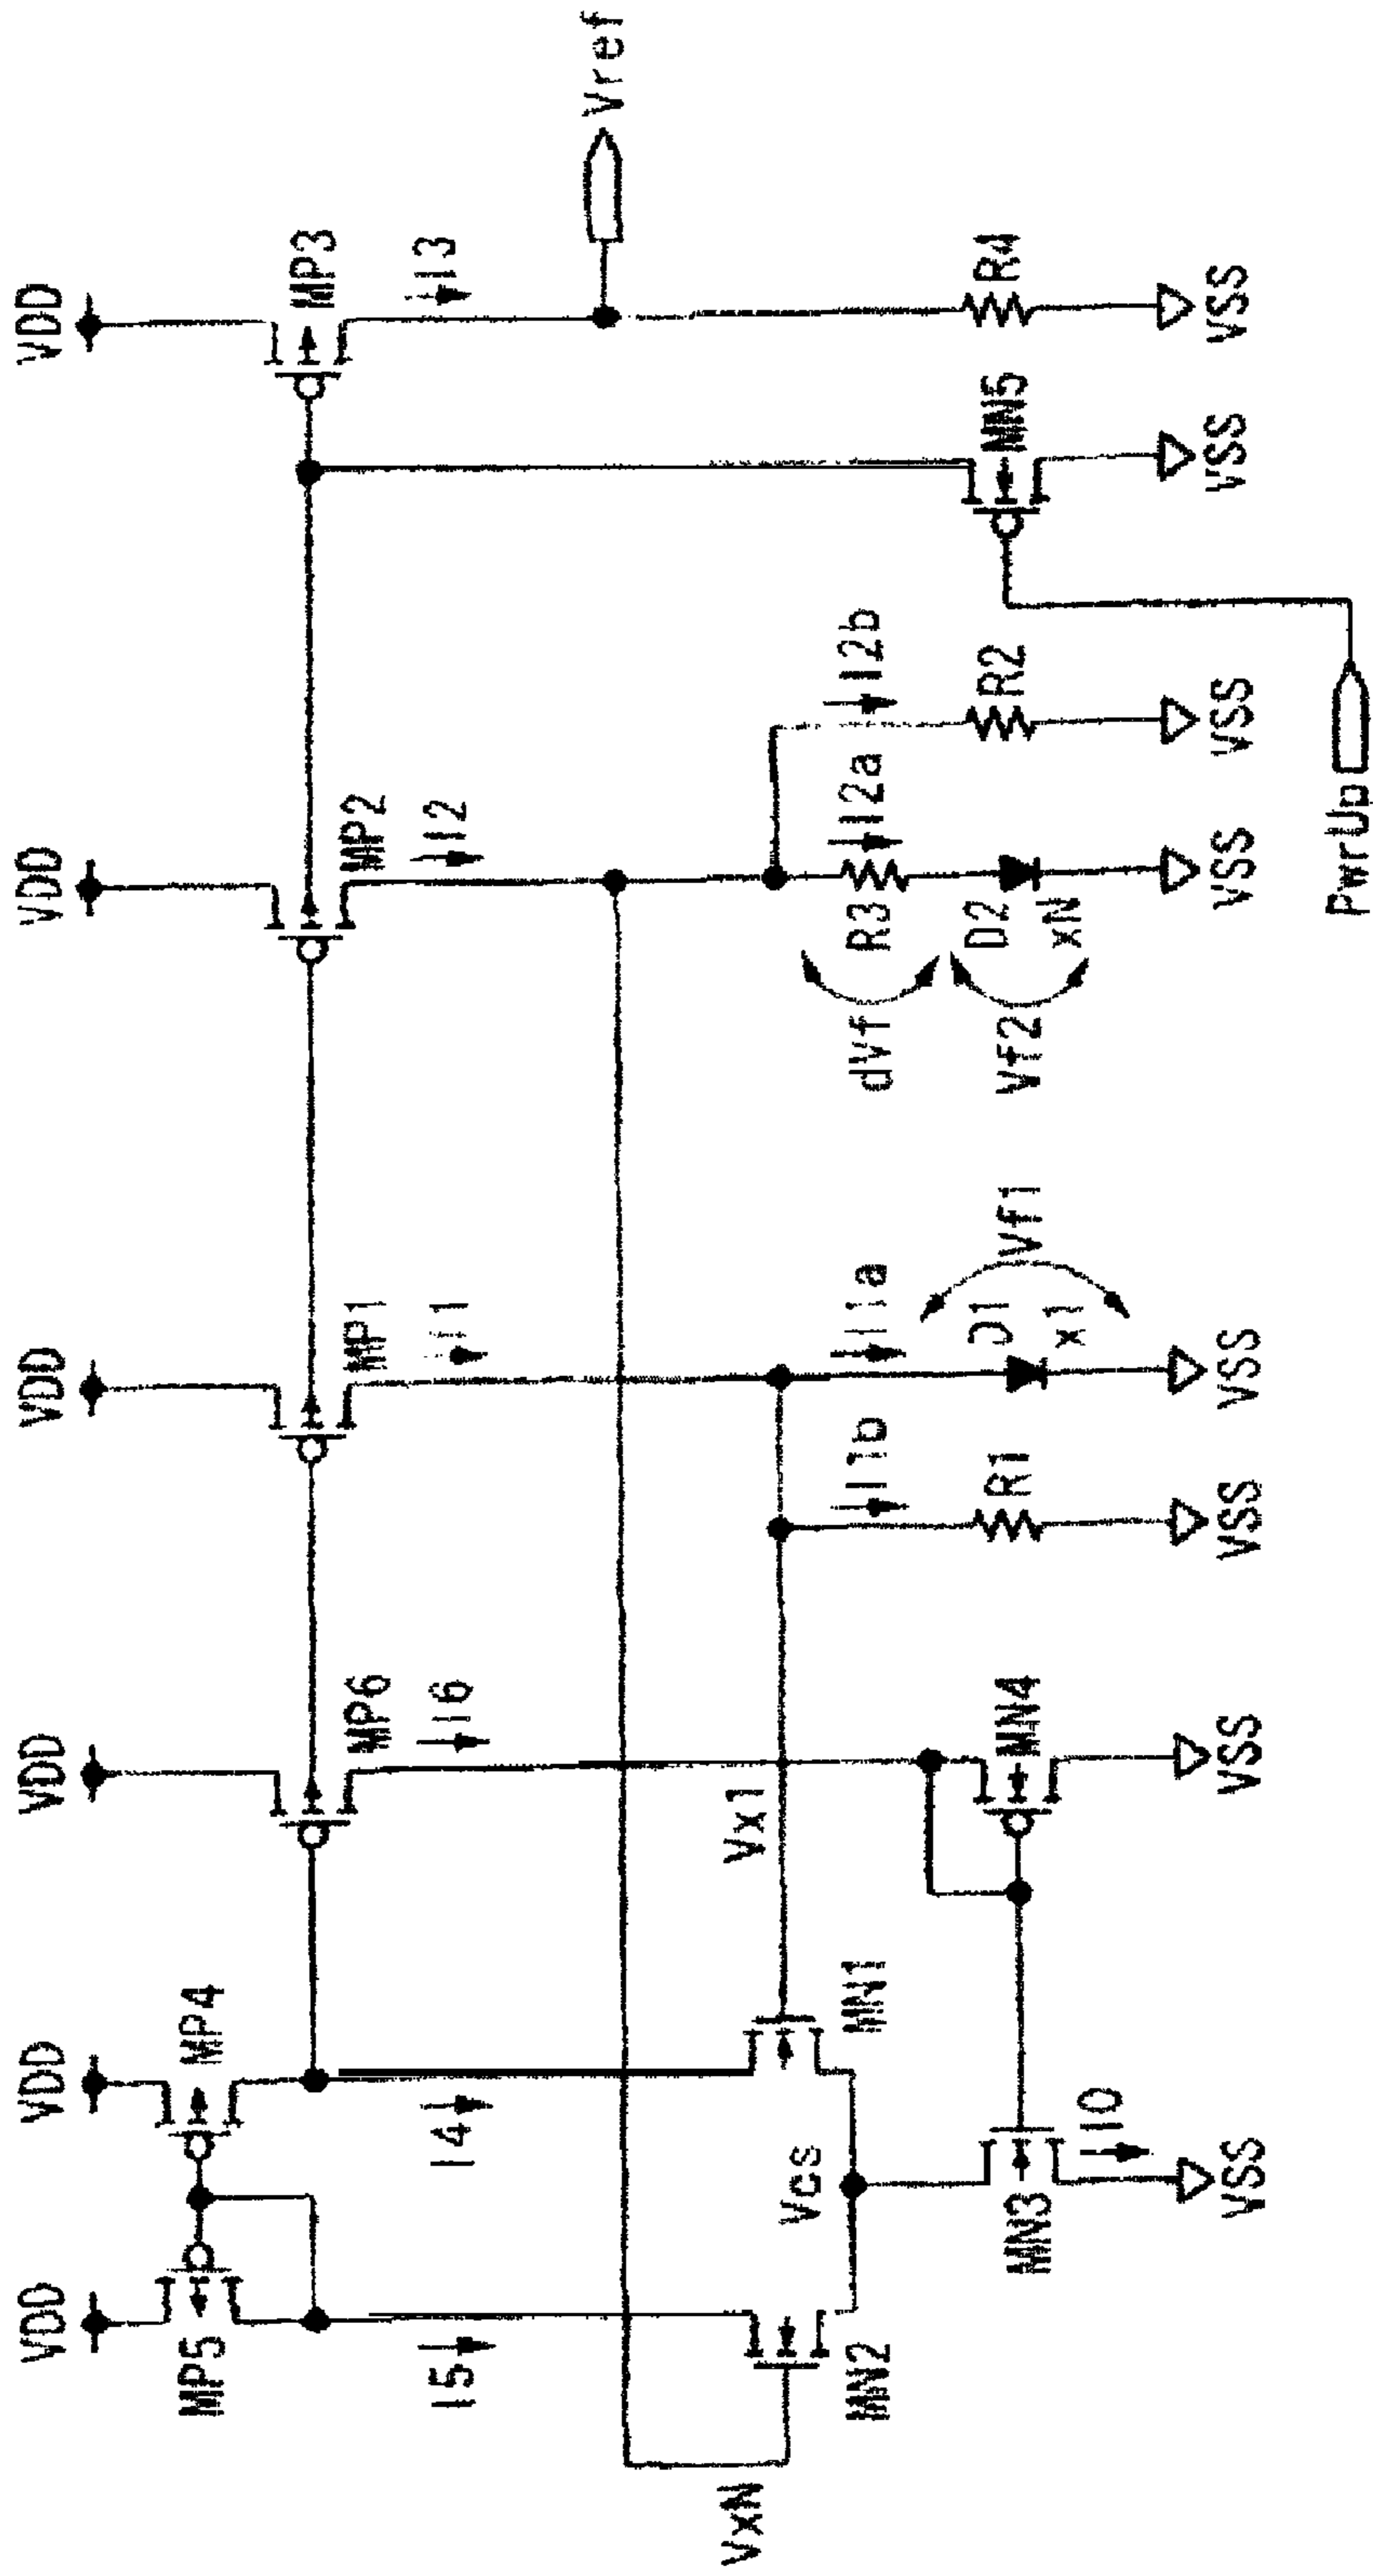 VDD
VDD
VDD
VDD
VDD
VDD
VDD
MP5
MP4
MP6
MP1
MP2
MP3
I5
I4
I6
I1
I2
I3
Vref
VxN
Vx1
MN2
Vcs
MN1
MN3
I0
MN4
I1b
R1
I1a
D1
x1
Vf1
dVf
R3
I2a
Vf2
D2
xN
I2b
R2
MN5
R4
VSS
VSS
VSS
VSS
VSS
VSS
VSS
VSS
PwrUp